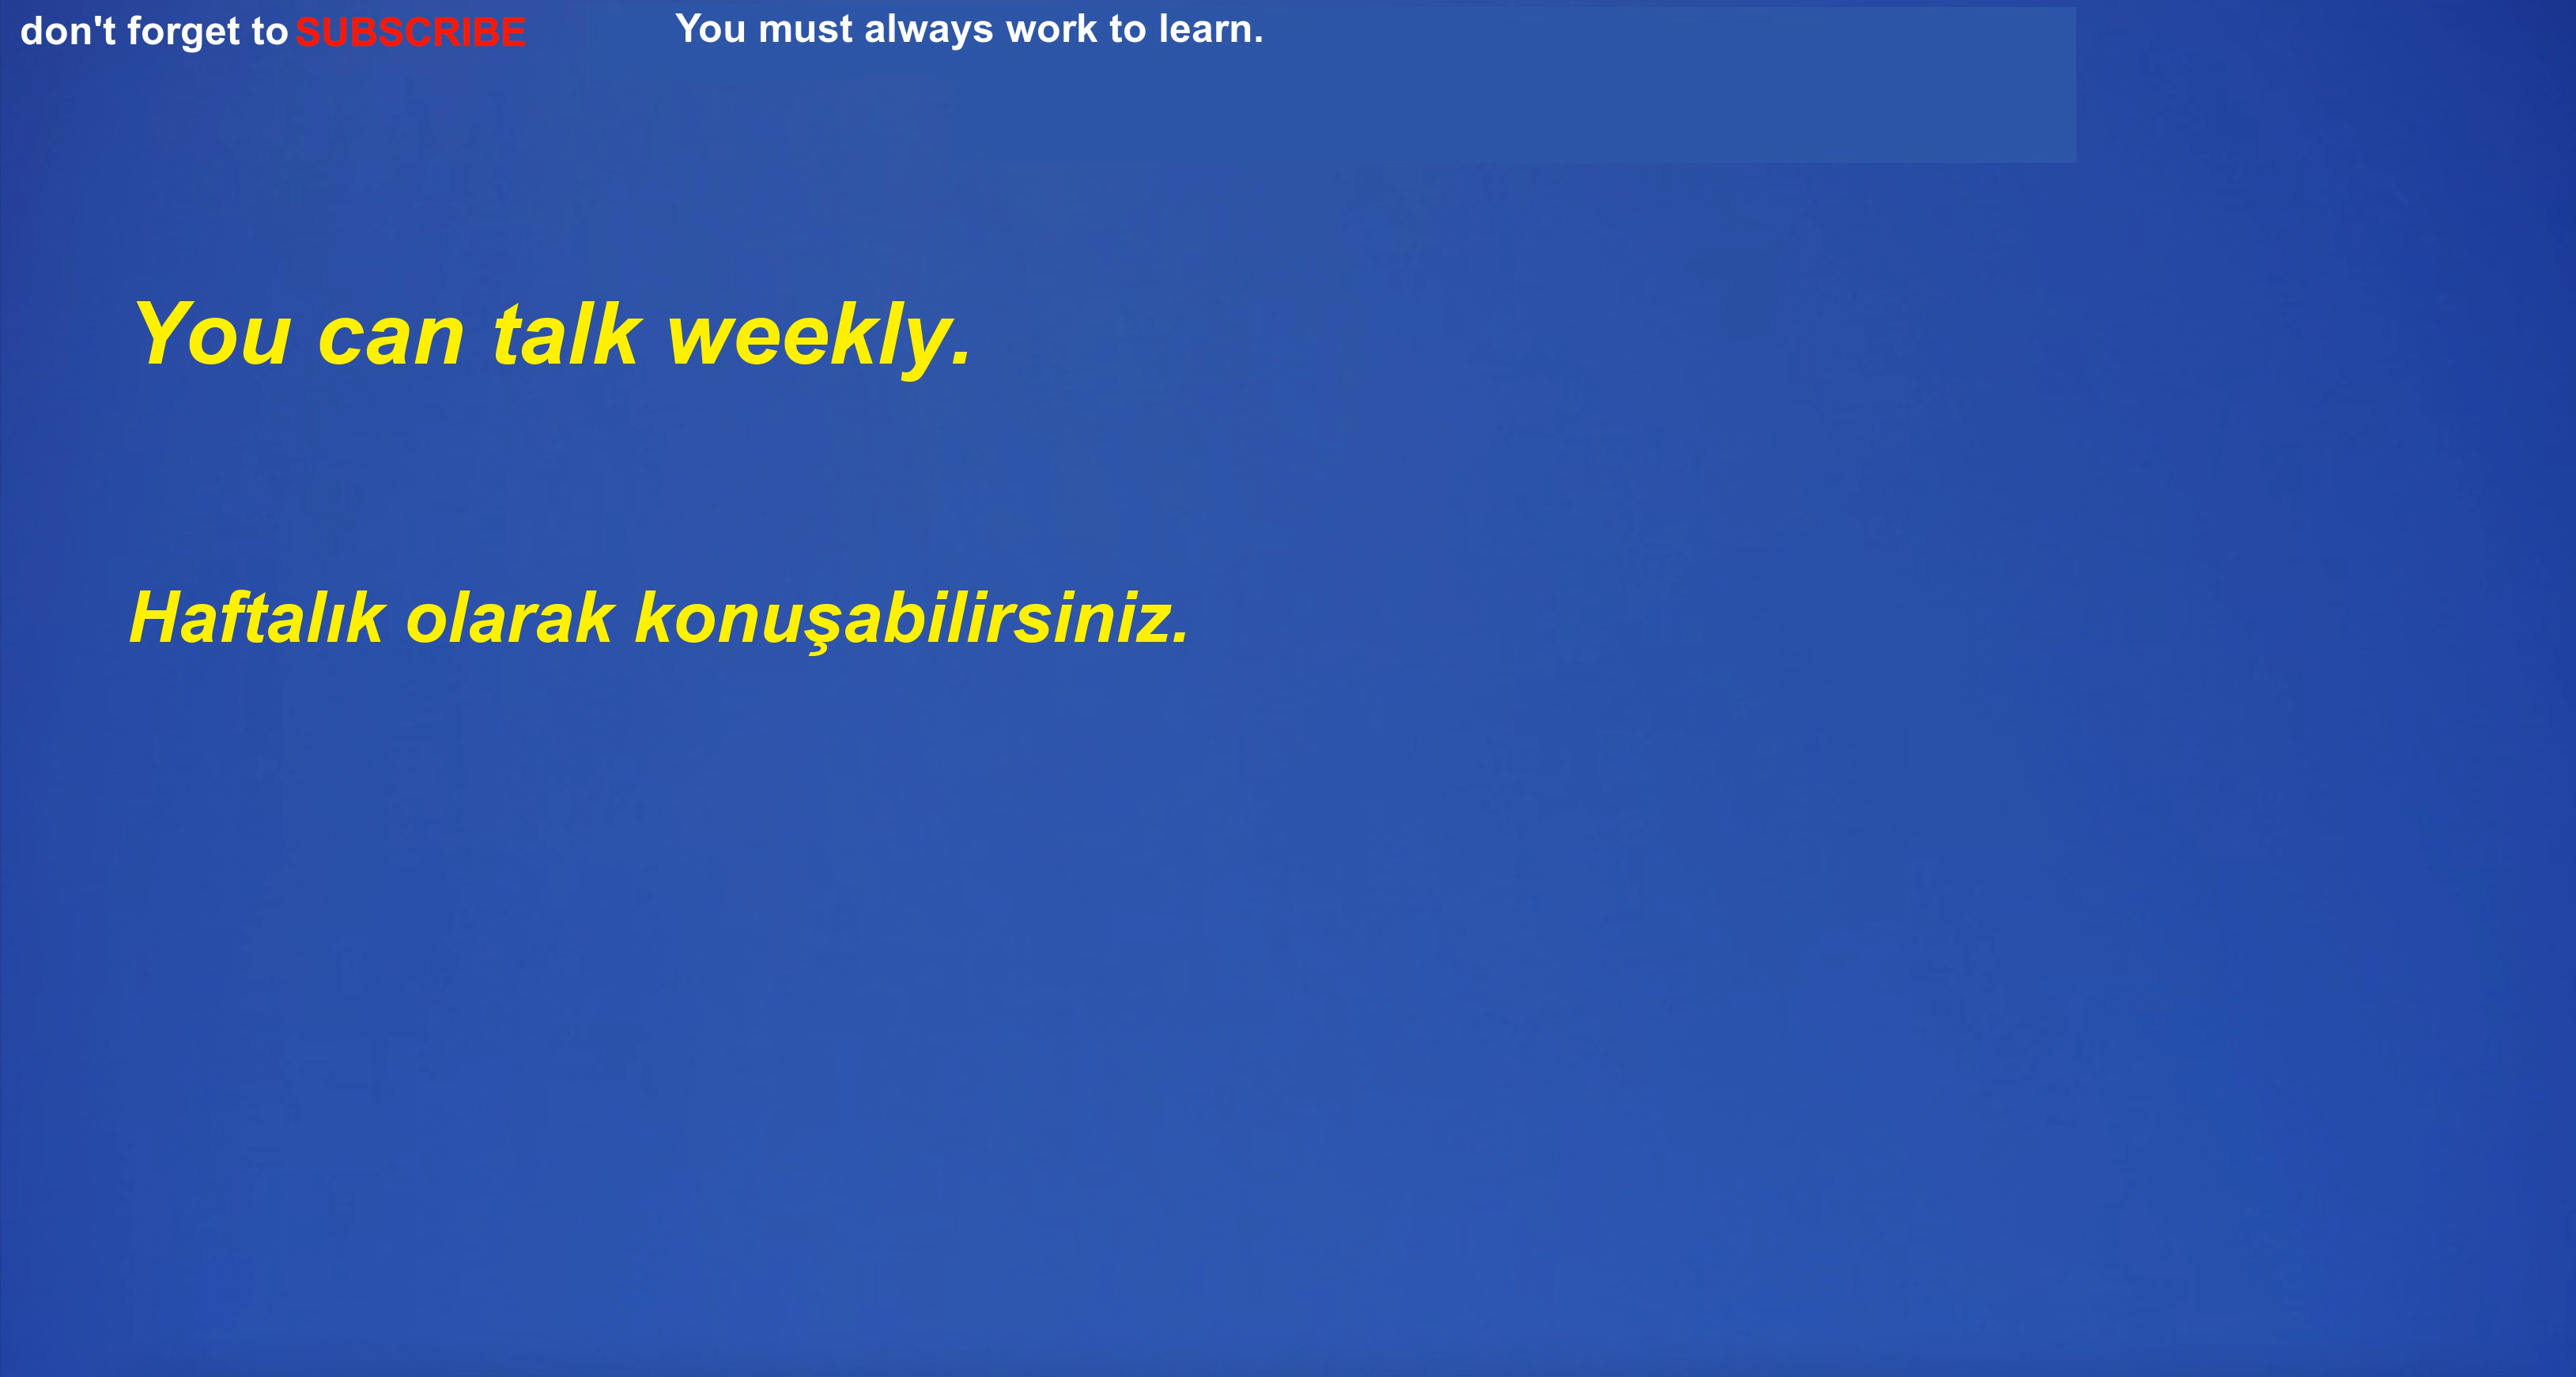 don't forget to SUBSCRIBE
You must always work to learn.
You can talk weekly.
Haftalık olarak konuşabilirsiniz.